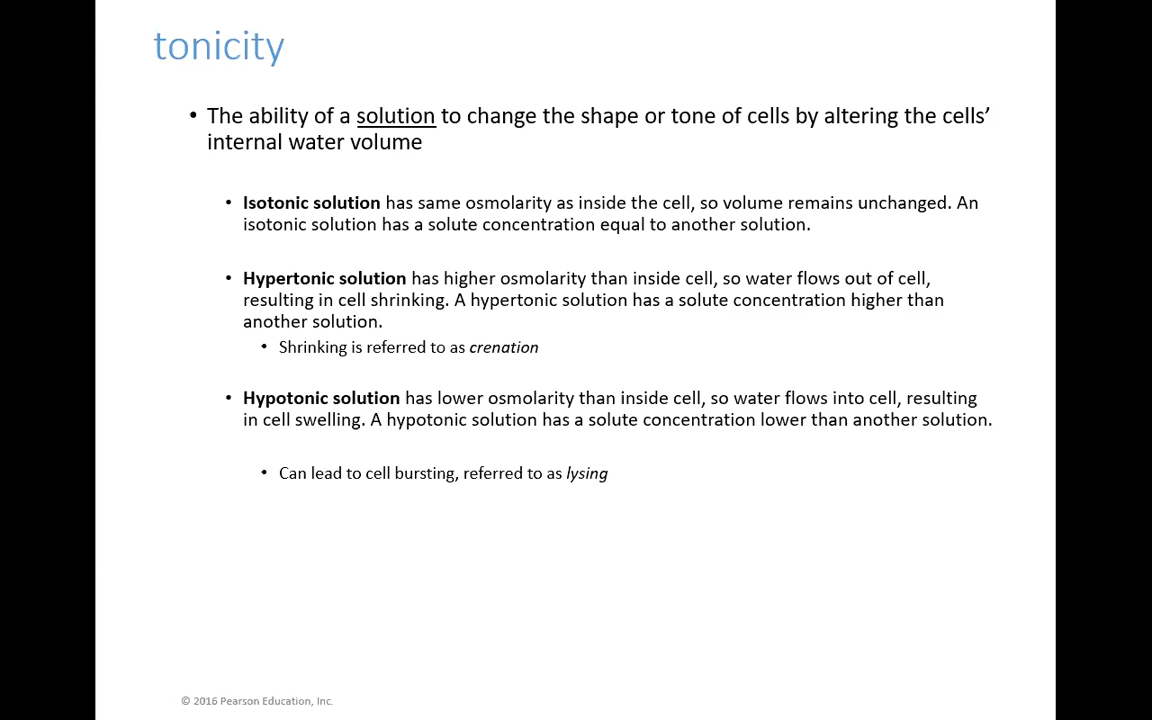 tonicity
• The ability of a solution to change the shape or tone of cells by altering the cells’
internal water volume
• Isotonic solution has same osmolarity as inside the cell, so volume remains unchanged. An
isotonic solution has a solute concentration equal to another solution.
• Hypertonic solution has higher osmolarity than inside cell, so water flows out of cell,
resulting in cell shrinking. A hypertonic solution has a solute concentration higher than
another solution.
• Shrinking is referred to as crenation
• Hypotonic solution has lower osmolarity than inside cell, so water flows into cell, resulting
in cell swelling. A hypotonic solution has a solute concentration lower than another solution.
• Can lead to cell bursting, referred to as lysing
© 2016 Pearson Education, Inc.